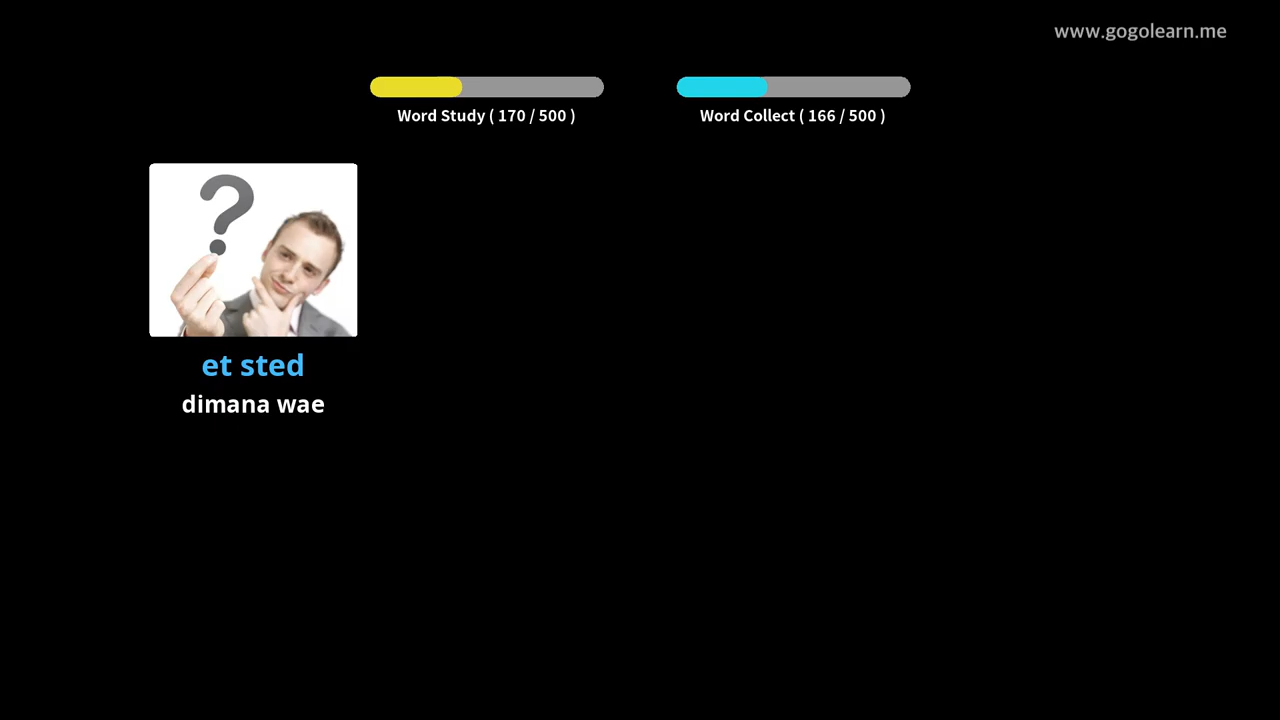 www.gogolearn.me
Word Study ( 170 / 500 )
Word Collect ( 166 / 500 )
?
et sted
dimana wae